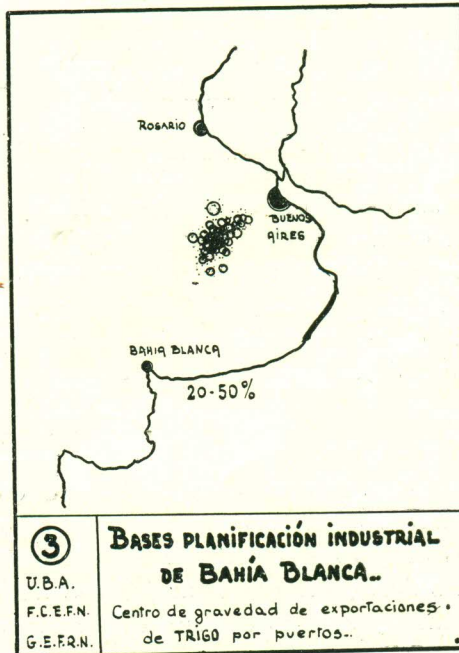 ROSARIO
BUENOS
AIRES
BAHIA BLANCA
20-50%
3
U.B.A.
F.C.E.F.N.
G.E.F.R.N.
BASES PLANIFICACIÓN INDUSTRIAL
DE BAHÍA BLANCA..
Centro de gravedad de exportaciones.
de TRIGO por puertos..